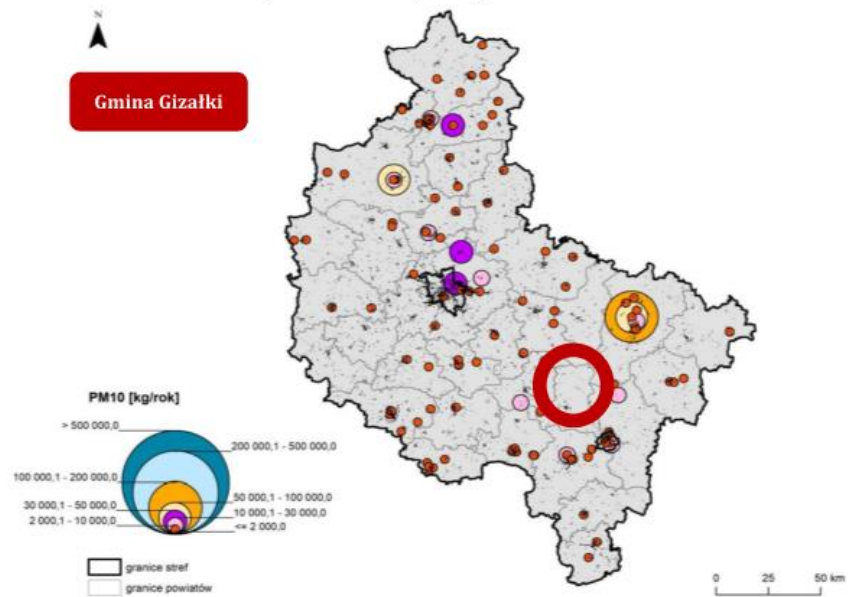 N
Gmina Gizałki
PM10 [kg/rok]
> 500 000,0
200 000,1 - 500 000,0
100 000,1 - 200 000,0
50 000,1 - 100 000,0
30 000,1 - 50 000,0
10 000,1 - 30 000,0
2 000,1 - 10 000,0
<= 2 000,0
granice stref
granice powiatów
0 25 50 km